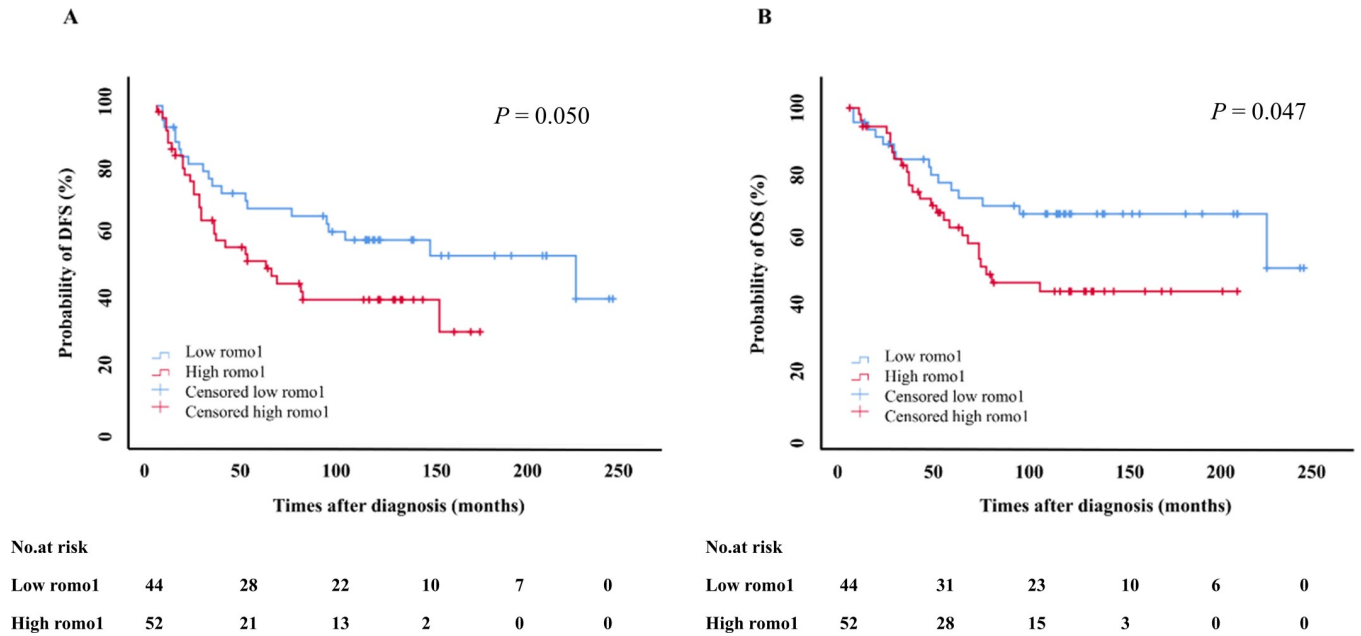 A
P = 0.050
Probability of DFS (%)
100
80
60
40
20
0
Low romo1
High romo1
Censored low romo1
Censored high romo1
0 50 100 150 200 250
Times after diagnosis (months)
No.at risk
Low romo1 44 28 22 10 7 0
High romo1 52 21 13 2 0 0
B
P = 0.047
Probability of OS (%)
100
80
60
40
20
0
Low romo1
High romo1
Censored low romo1
Censored high romo1
0 50 100 150 200 250
Times after diagnosis (months)
No.at risk
Low romo1 44 31 23 10 6 0
High romo1 52 28 15 3 0 0